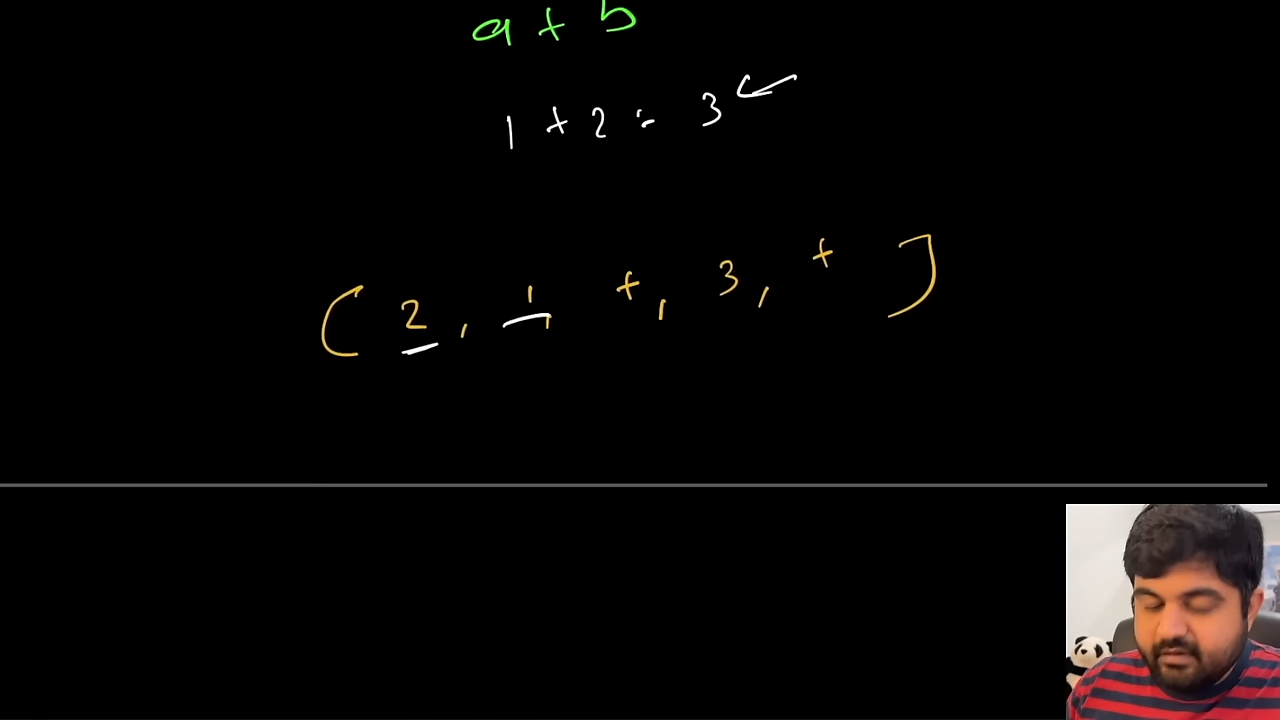 a + b
1 + 2 = 3
[ 2, 1, +, 3, + ]